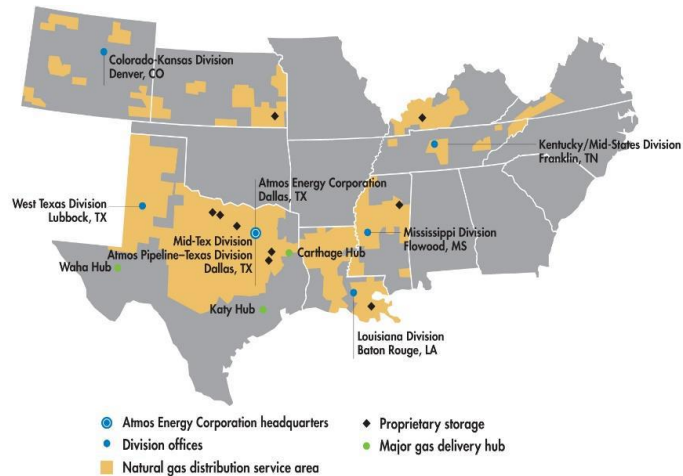 Colorado-Kansas Division
Denver, CO
Kentucky/Mid-States Division
Franklin, TN
Atmos Energy Corporation
Dallas, TX
West Texas Division
Lubbock, TX
Mississippi Division
Flowood, MS
Mid-Tex Division
Atmos Pipeline–Texas Division
Dallas, TX
Carthage Hub
Waha Hub
Katy Hub
Louisiana Division
Baton Rouge, LA
Atmos Energy Corporation headquarters
Division offices
Natural gas distribution service area
Proprietary storage
Major gas delivery hub